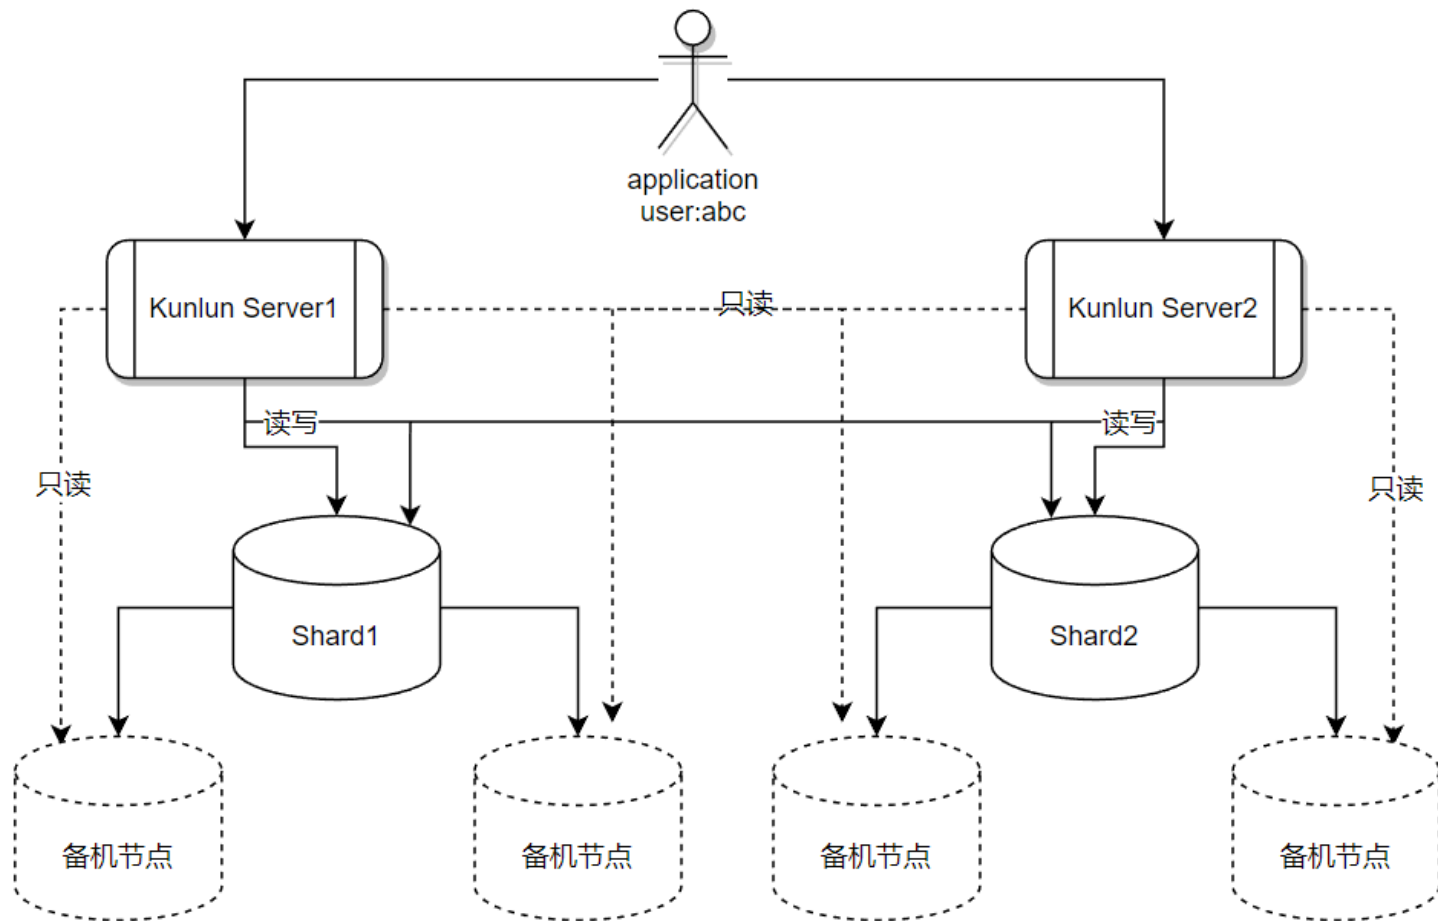 application
user:abc
Kunlun Server1
只读
Kunlun Server2
读写
读写
只读
只读
Shard1
Shard2
备机节点
备机节点
备机节点
备机节点